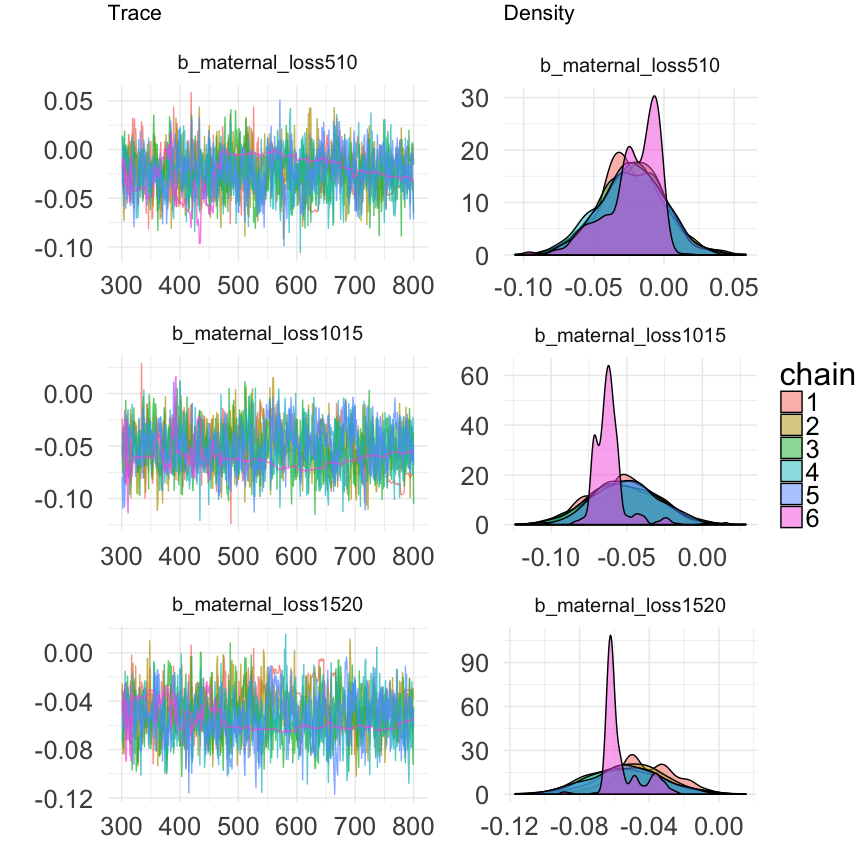 Trace
Density
b_maternal_loss510
b_maternal_loss510
0.05
0.00
-0.05
-0.10
300 400 500 600 700 800
30
20
10
0
-0.10 -0.05 0.00 0.05
b_maternal_loss1015
b_maternal_loss1015
0.00
-0.05
-0.10
300 400 500 600 700 800
60
40
20
0
-0.10 -0.05 0.00
chain
1
2
3
4
5
6
b_maternal_loss1520
b_maternal_loss1520
0.00
-0.04
-0.08
-0.12
300 400 500 600 700 800
90
60
30
0
-0.12 -0.08 -0.04 0.00